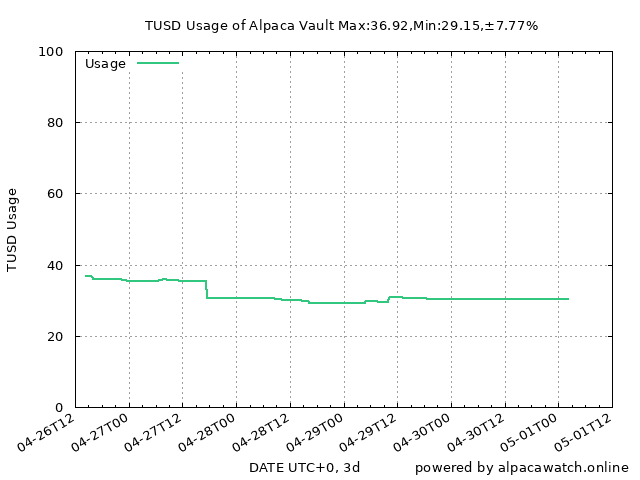 TUSD Usage of Alpaca Vault Max:36.92,Min:29.15,±7.77%
Usage
100
80
60
40
20
0
TUSD Usage
04-26T12
04-27T00
04-27T12
04-28T00
04-28T12
04-29T00
04-29T12
04-30T00
04-30T12
05-01T00
05-01T12
DATE UTC+0, 3d
powered by alpacawatch.online